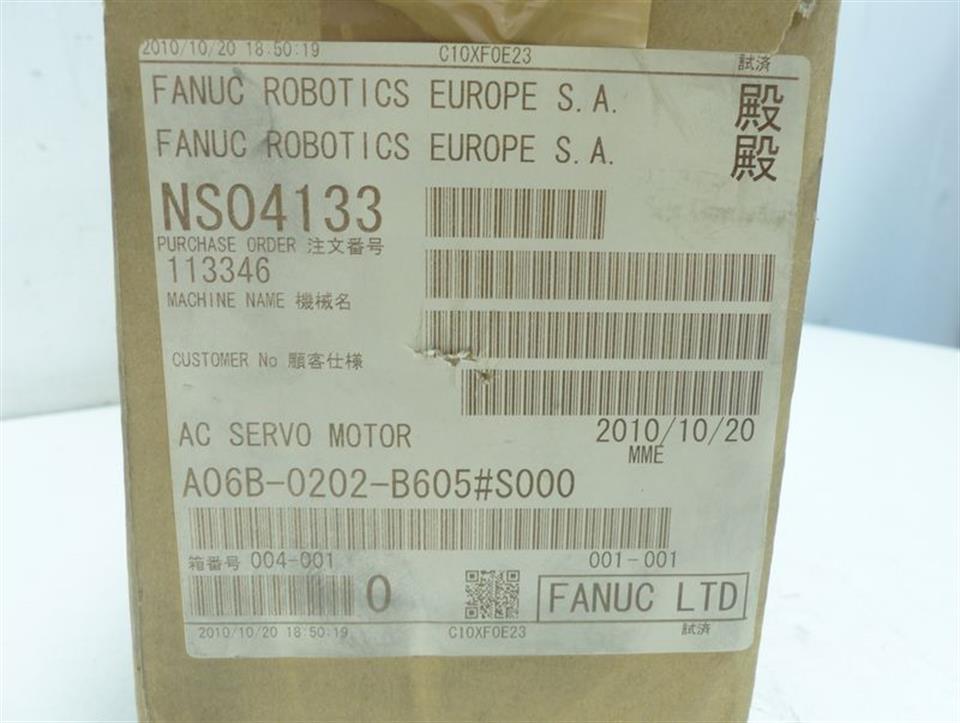 2010/10/20 18:50:19 C10XF0E23 試済
FANUC ROBOTICS EUROPE S.A. 殿
FANUC ROBOTICS EUROPE S.A. 殿
NS04133
PURCHASE ORDER 注文番号
113346
MACHINE NAME 機械名
CUSTOMER No 顧客仕様
AC SERVO MOTOR 2010/10/20
MME
A06B-0202-B605#S000
箱番号 004-001 001-001
0 FANUC LTD
2010/10/20 18:50:19 C10XF0E23 試済